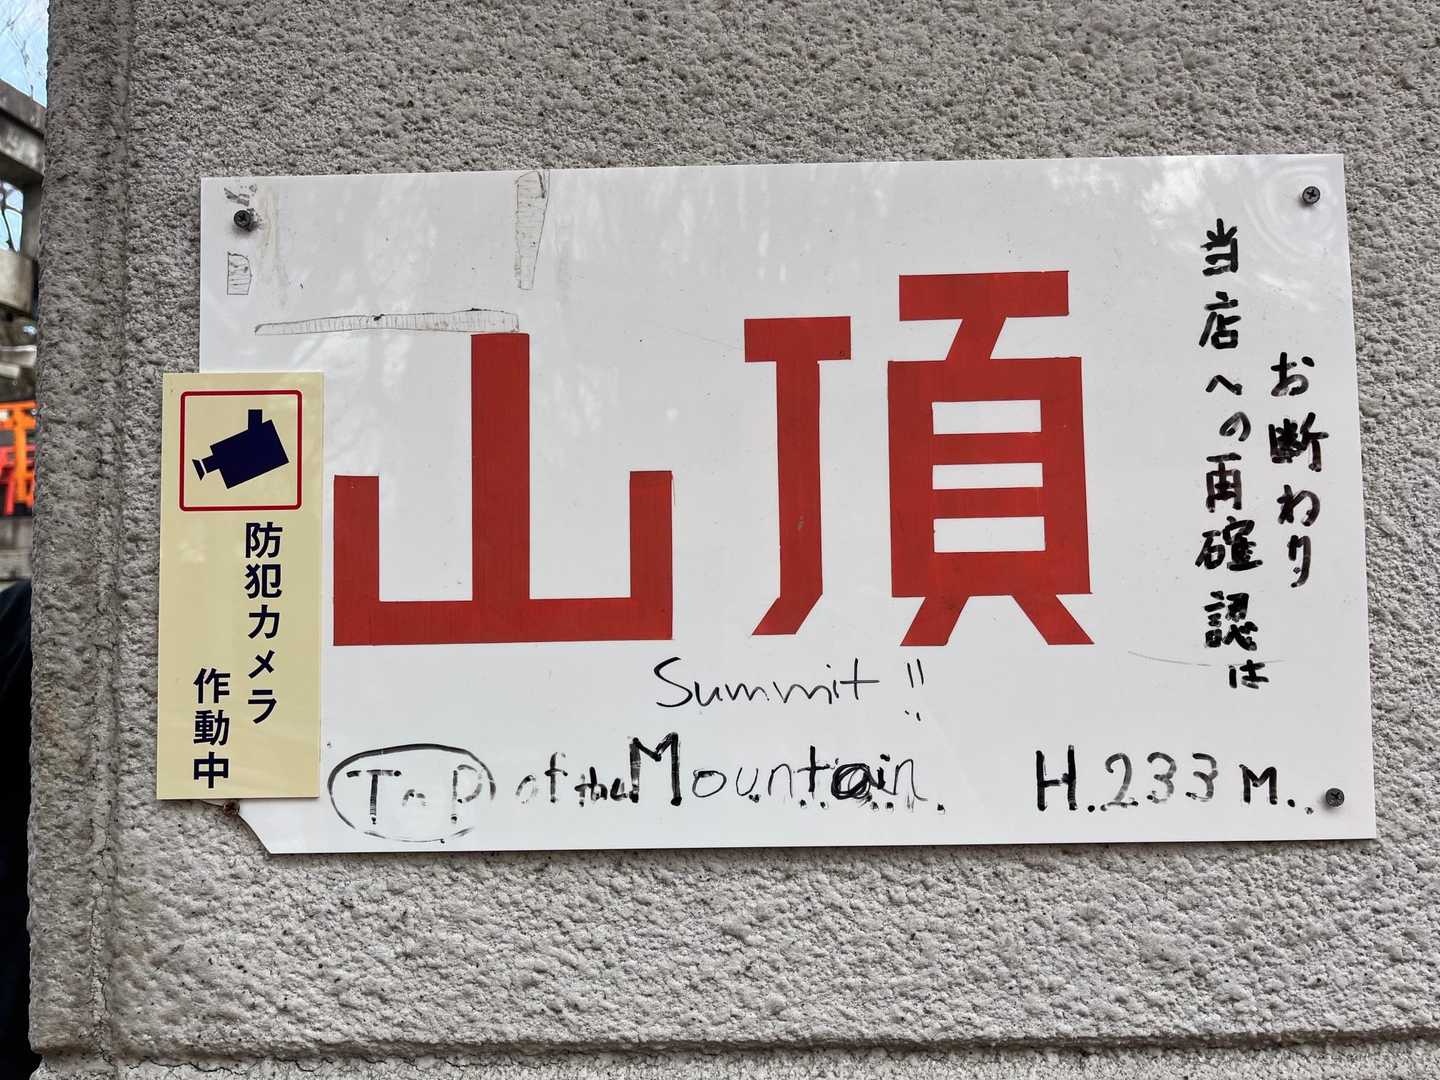 山頂
Summit!!
ToP of the Mountain.
H.233M.
当店への再確認は
お断わり
防犯カメラ
作動中